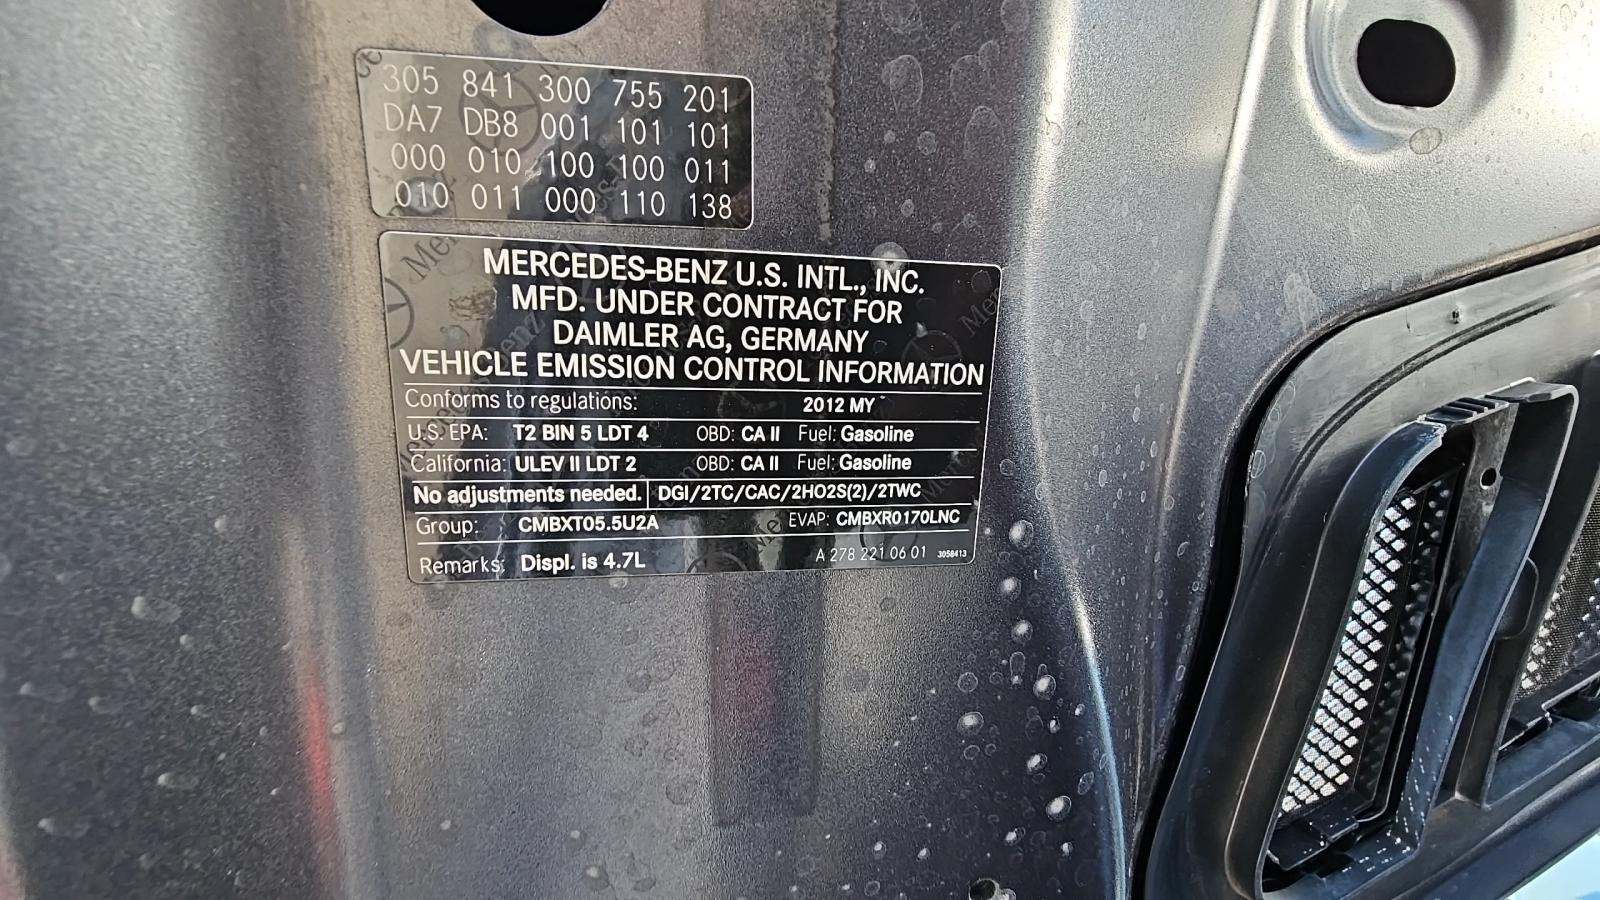 305 841 300 755 201
DA7 DB8 001 101 101
000 010 100 100 011
010 011 000 110 138
MERCEDES-BENZ U.S. INTL., INC.
MFD. UNDER CONTRACT FOR
DAIMLER AG, GERMANY
VEHICLE EMISSION CONTROL INFORMATION
Conforms to regulations: 2012 MY
U.S. EPA: T2 BIN 5 LDT 4 OBD: CA II Fuel: Gasoline
California: ULEV II LDT 2 OBD: CA II Fuel: Gasoline
No adjustments needed. DGI/2TC/CAC/2HO2S(2)/2TWC
Group: CMBXT05.5U2A EVAP: CMBXR0170LNC
Remarks: Displ. is 4.7L A 278 221 06 01 3058413